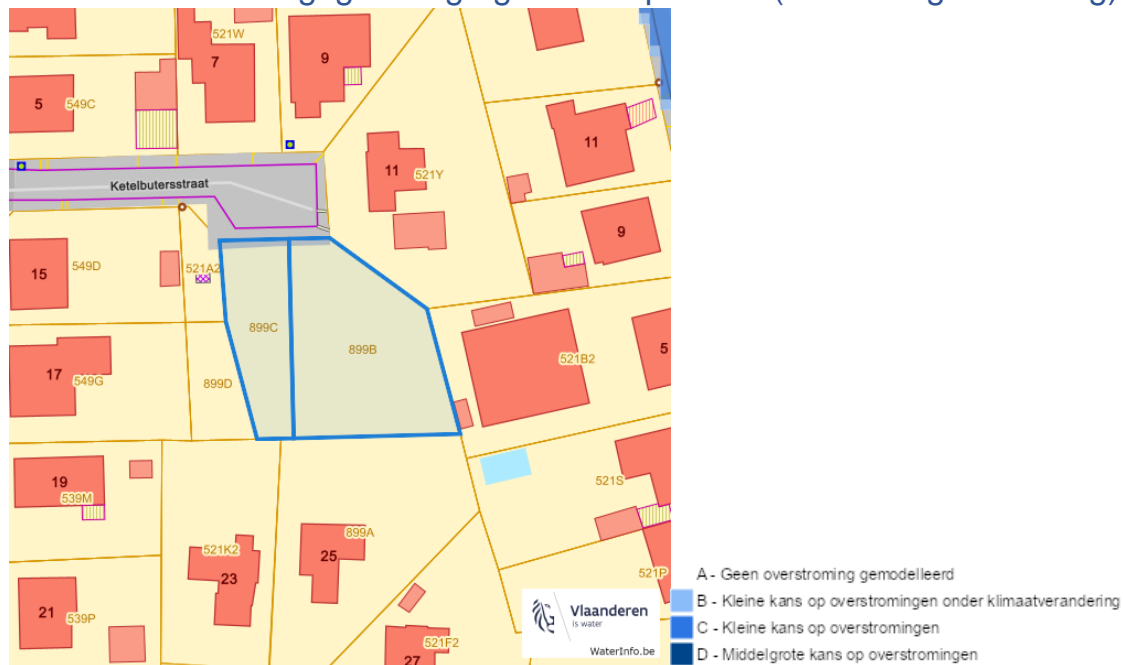 521W
7
9
5 549C
11
11 521Y
Ketelbutersstraat
9
15 549D
521A2
899C
899B
521B2
5
17 549G
899D
19
539M
521S
899A
25
521K2
23
521P
21 539P
521F2
27
Vlaanderen
is water
WaterInfo.be
A - Geen overstroming gemodelleerd
B - Kleine kans op overstromingen onder klimaatverandering
C - Kleine kans op overstromingen
D - Middelgrote kans op overstromingen